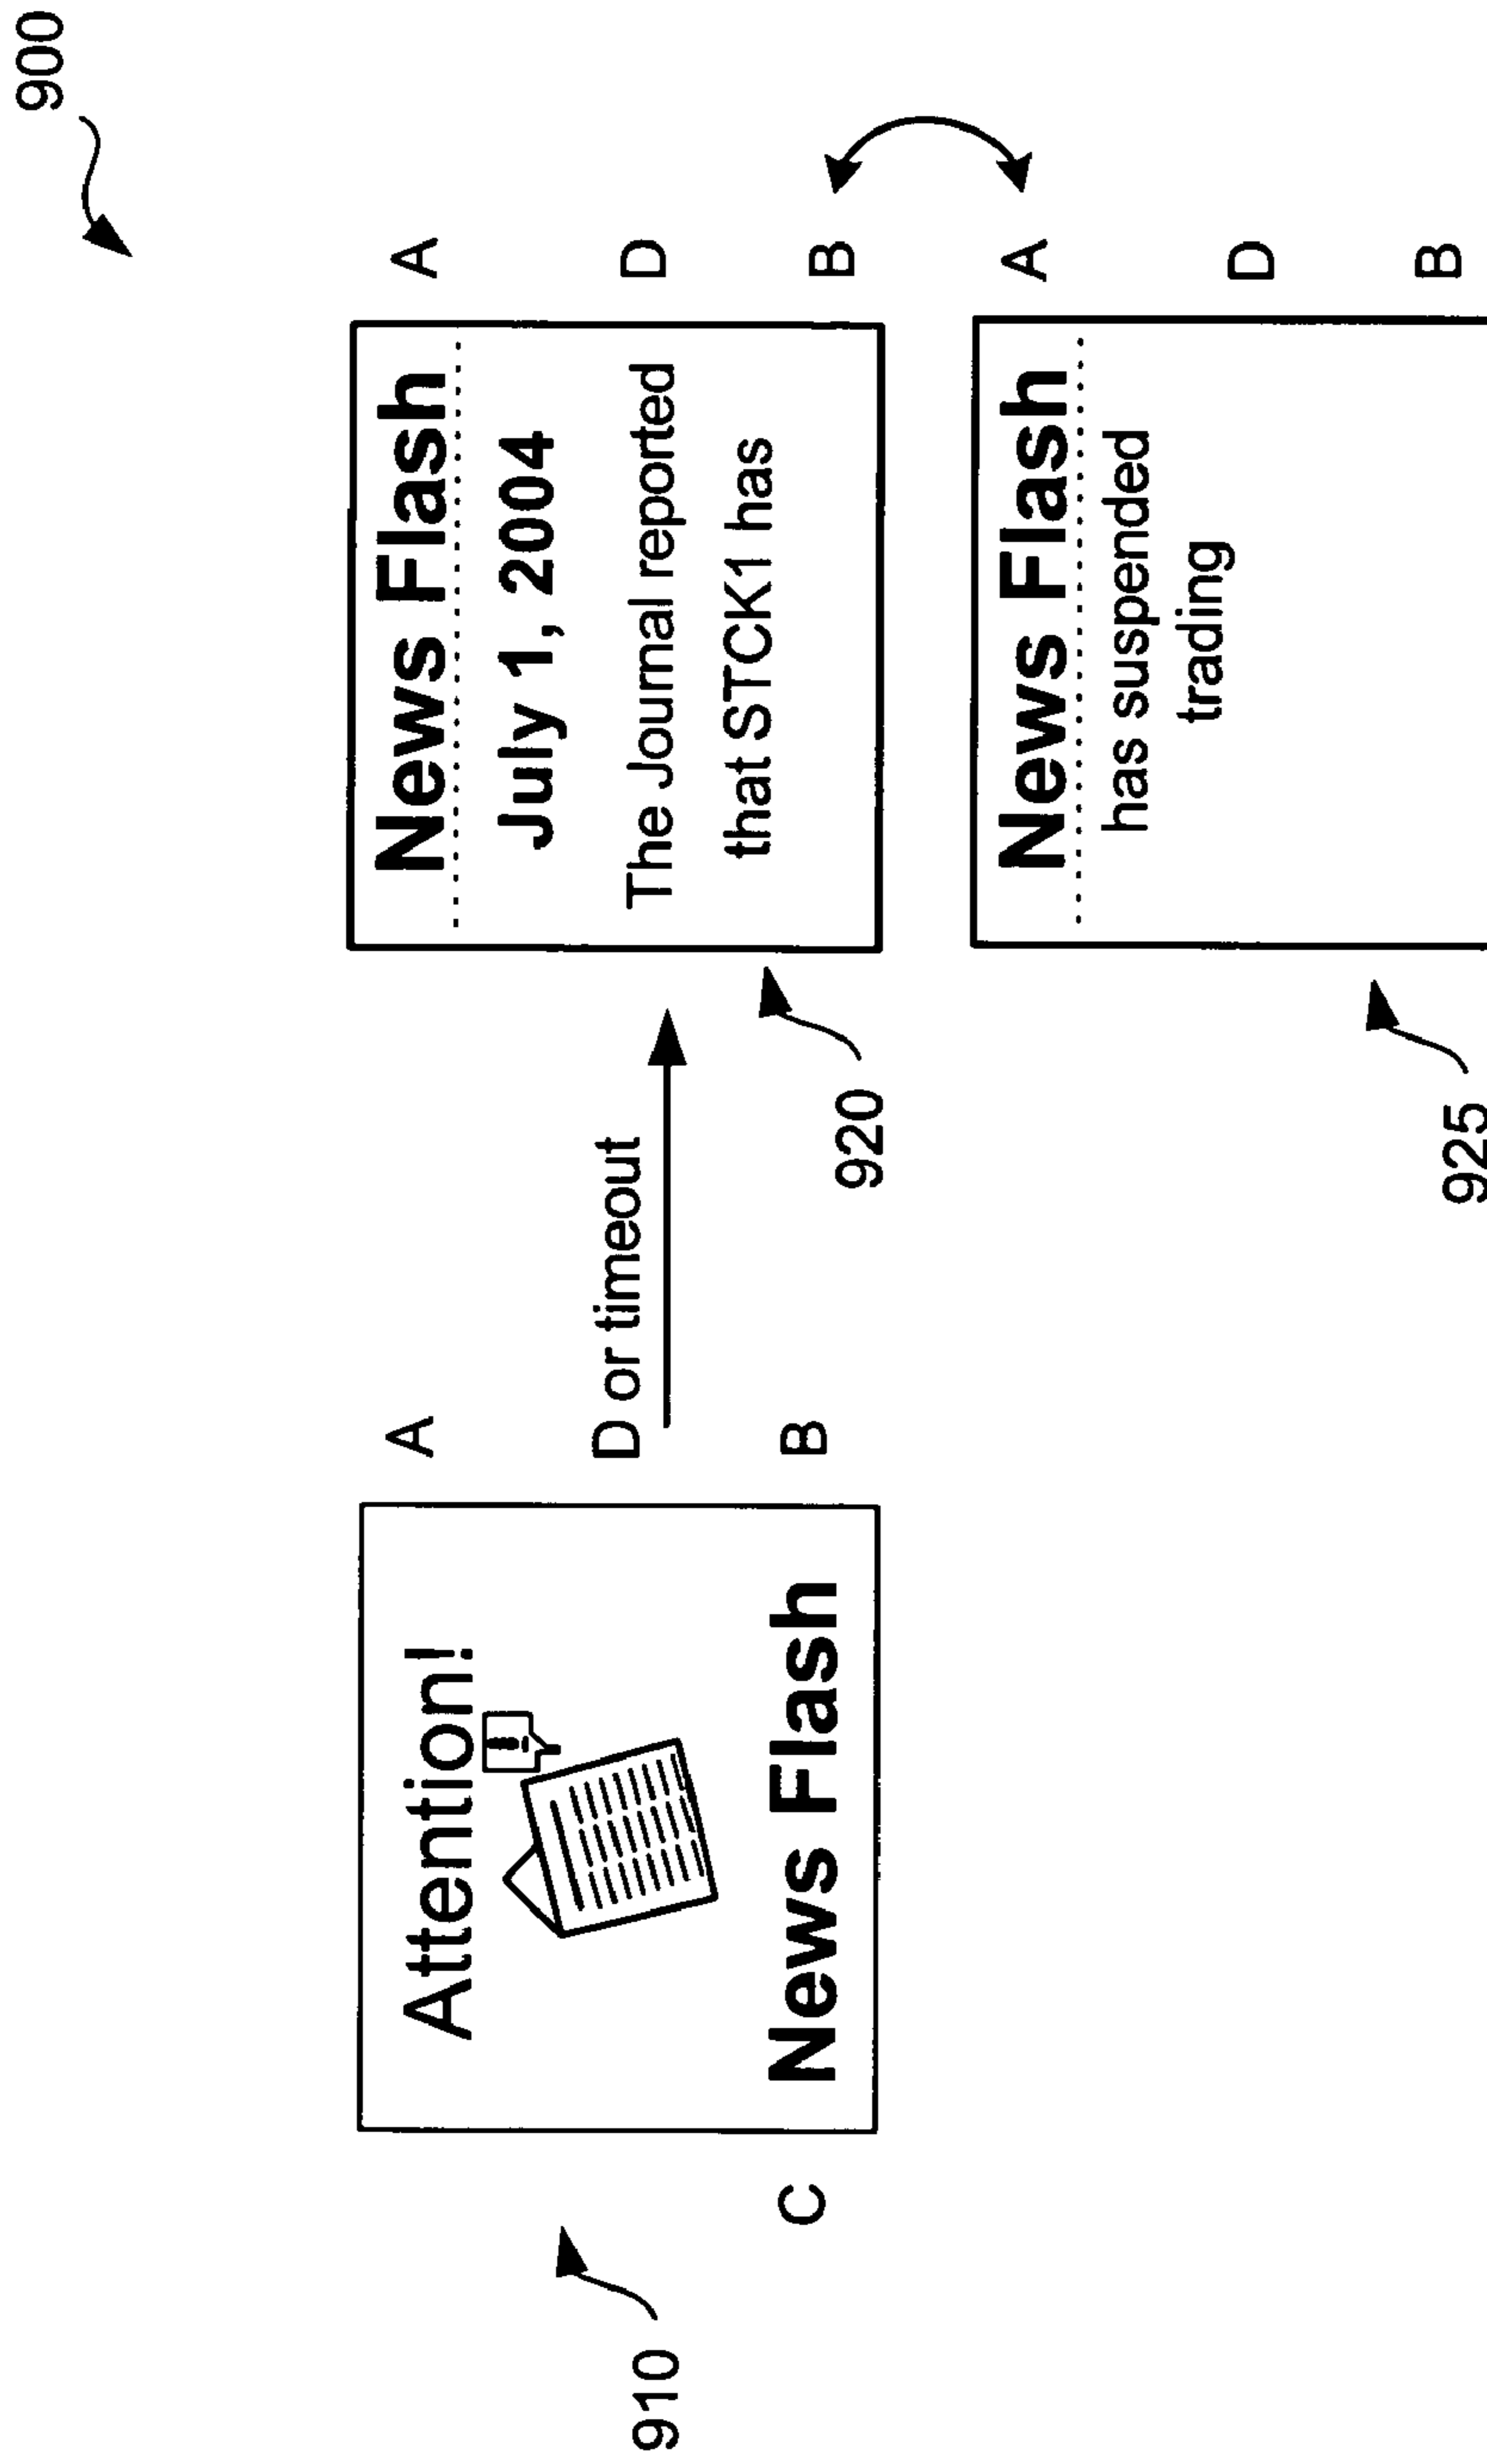 900
Attention!
News Flash
A
D or timeout
B
C
910
News Flash
July 1, 2004
The Journal reported
that STCK1 has
A
D
B
920
News Flash
has suspended
trading
A
D
B
925